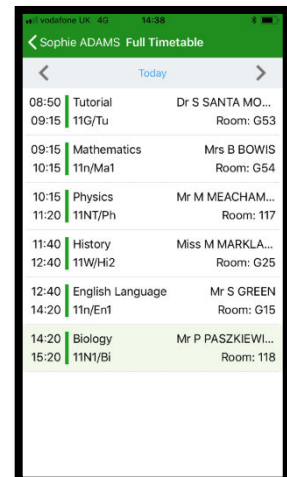 vodafone UK 4G 14:38
Sophie ADAMS Full Timetable
Today
08:50 Tutorial Dr S SANTA MO...
09:15 11G/Tu Room: G53
09:15 Mathematics Mrs B BOWIS
10:15 11n/Ma1 Room: G54
10:15 Physics Mr M MEACHAM...
11:20 11NT/Ph Room: 117
11:40 History Miss M MARKLA...
12:40 11W/Hi2 Room: G25
12:40 English Language Mr S GREEN
14:20 11n/En1 Room: G15
14:20 Biology Mr P PASZKIEWI...
15:20 11N1/Bi Room: 118